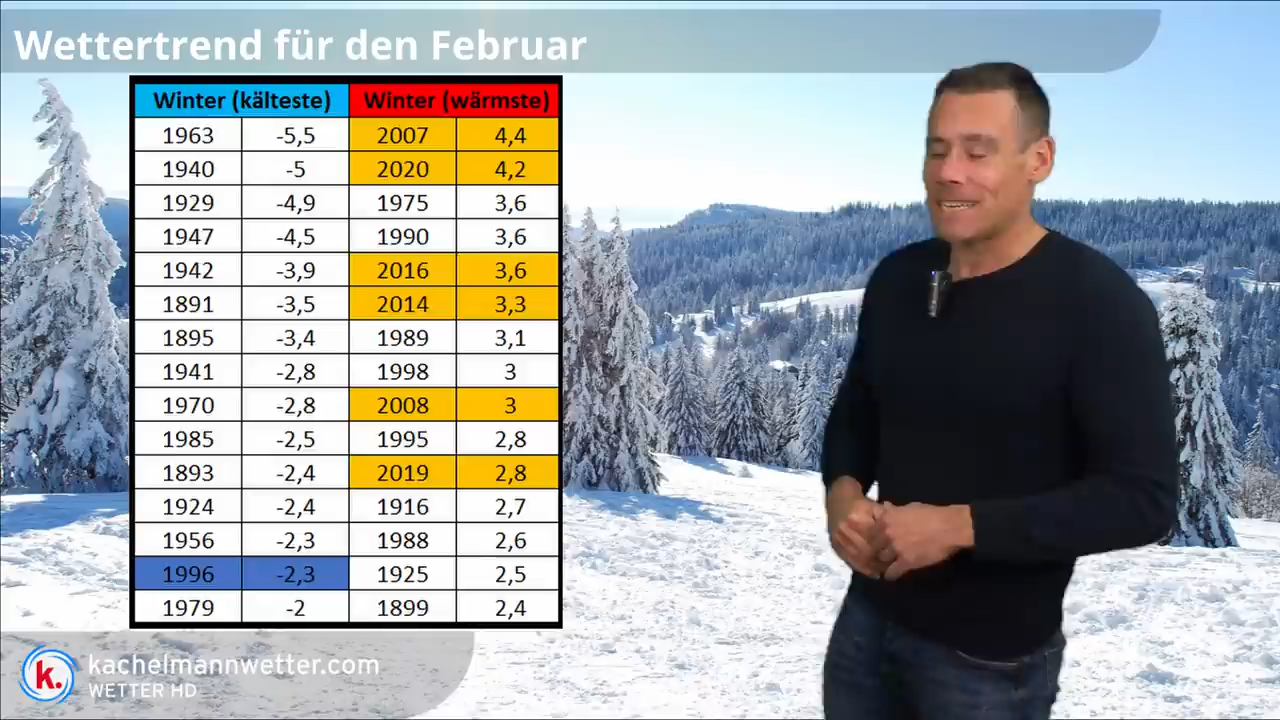 Wettertrend für den Februar
Winter (kälteste) Winter (wärmste)
1963 -5,5 2007 4,4
1940 -5 2020 4,2
1929 -4,9 1975 3,6
1947 -4,5 1990 3,6
1942 -3,9 2016 3,6
1891 -3,5 2014 3,3
1895 -3,4 1989 3,1
1941 -2,8 1998 3
1970 -2,8 2008 3
1985 -2,5 1995 2,8
1893 -2,4 2019 2,8
1924 -2,4 1916 2,7
1956 -2,3 1988 2,6
1996 -2,3 1925 2,5
1979 -2 1899 2,4
k. kachelmannwetter.com
WETTER HD